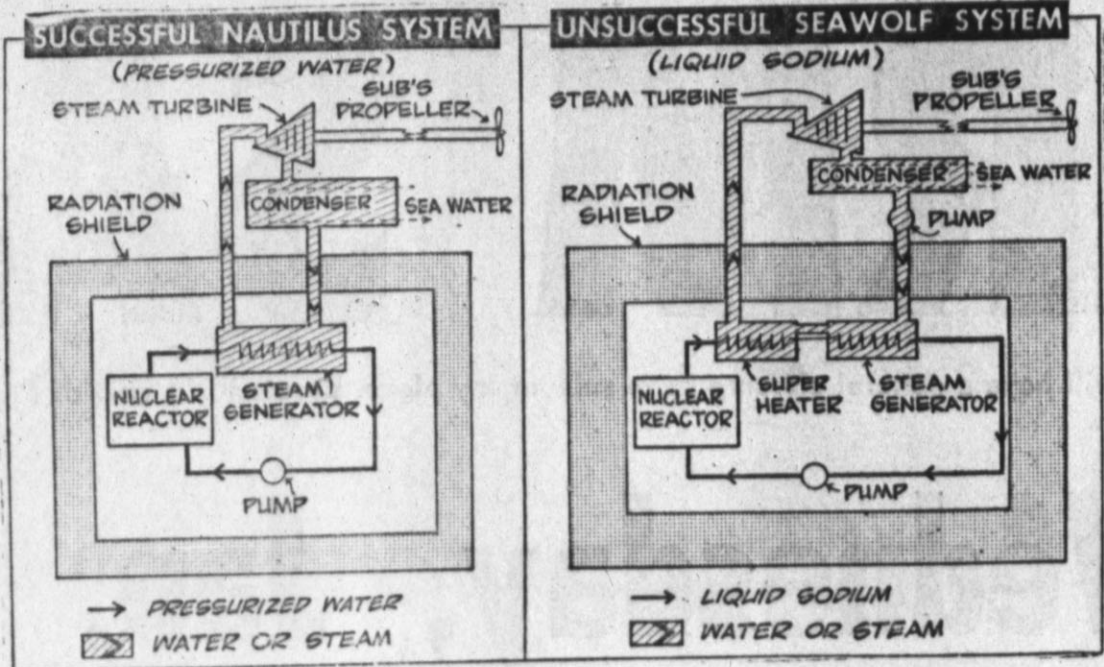 SUCCESSFUL NAUTILUS SYSTEM
(PRESSURIZED WATER)
STEAM TURBINE
SUB'S
PROPELLER
CONDENSER
SEA WATER
RADIATION
SHIELD
NUCLEAR
REACTOR
STEAM
GENERATOR
PUMP
PRESSURIZED WATER
WATER OR STEAM
UNSUCCESSFUL SEAWOLF SYSTEM
(LIQUID SODIUM)
STEAM TURBINE
SUB'S
PROPELLER
CONDENSER
SEA WATER
PUMP
RADIATION
SHIELD
NUCLEAR
REACTOR
SUPER
HEATER
STEAM
GENERATOR
PUMP
LIQUID SODIUM
WATER OR STEAM